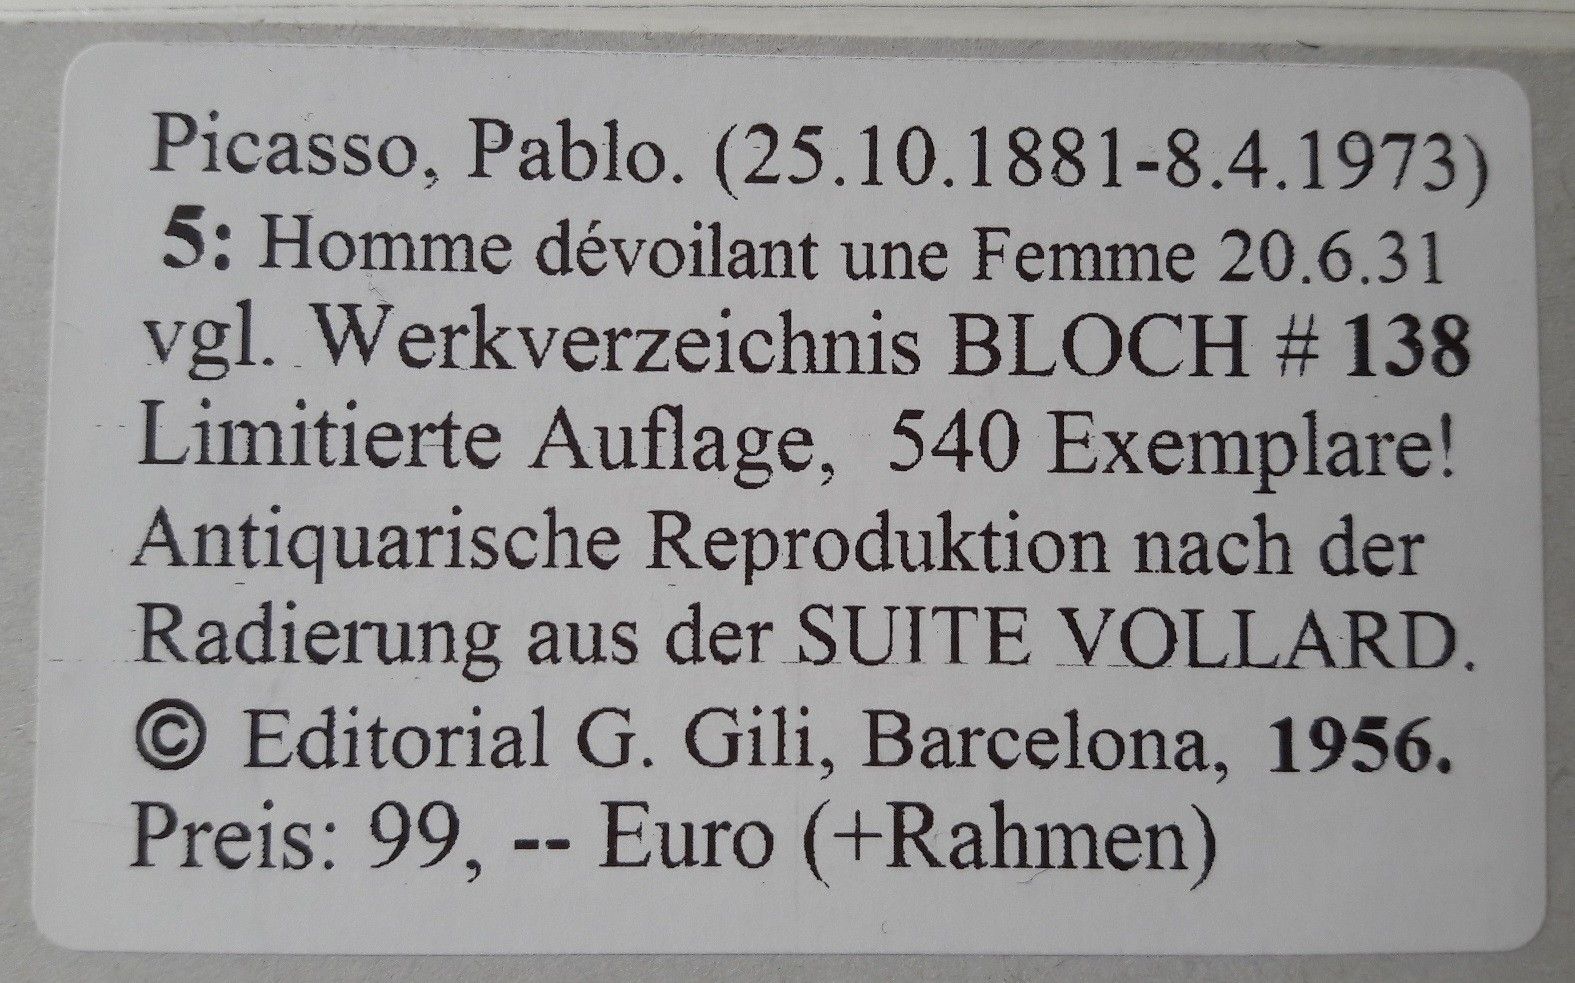 Picasso, Pablo. (25.10.1881-8.4.1973)
5: Homme dévoilant une Femme 20.6.31
vgl. Werkverzeichnis BLOCH # 138
Limitierte Auflage, 540 Exemplare!
Antiquarische Reproduktion nach der
Radierung aus der SUITE VOLLARD.
© Editorial G. Gili, Barcelona, 1956.
Preis: 99, -- Euro (+Rahmen)